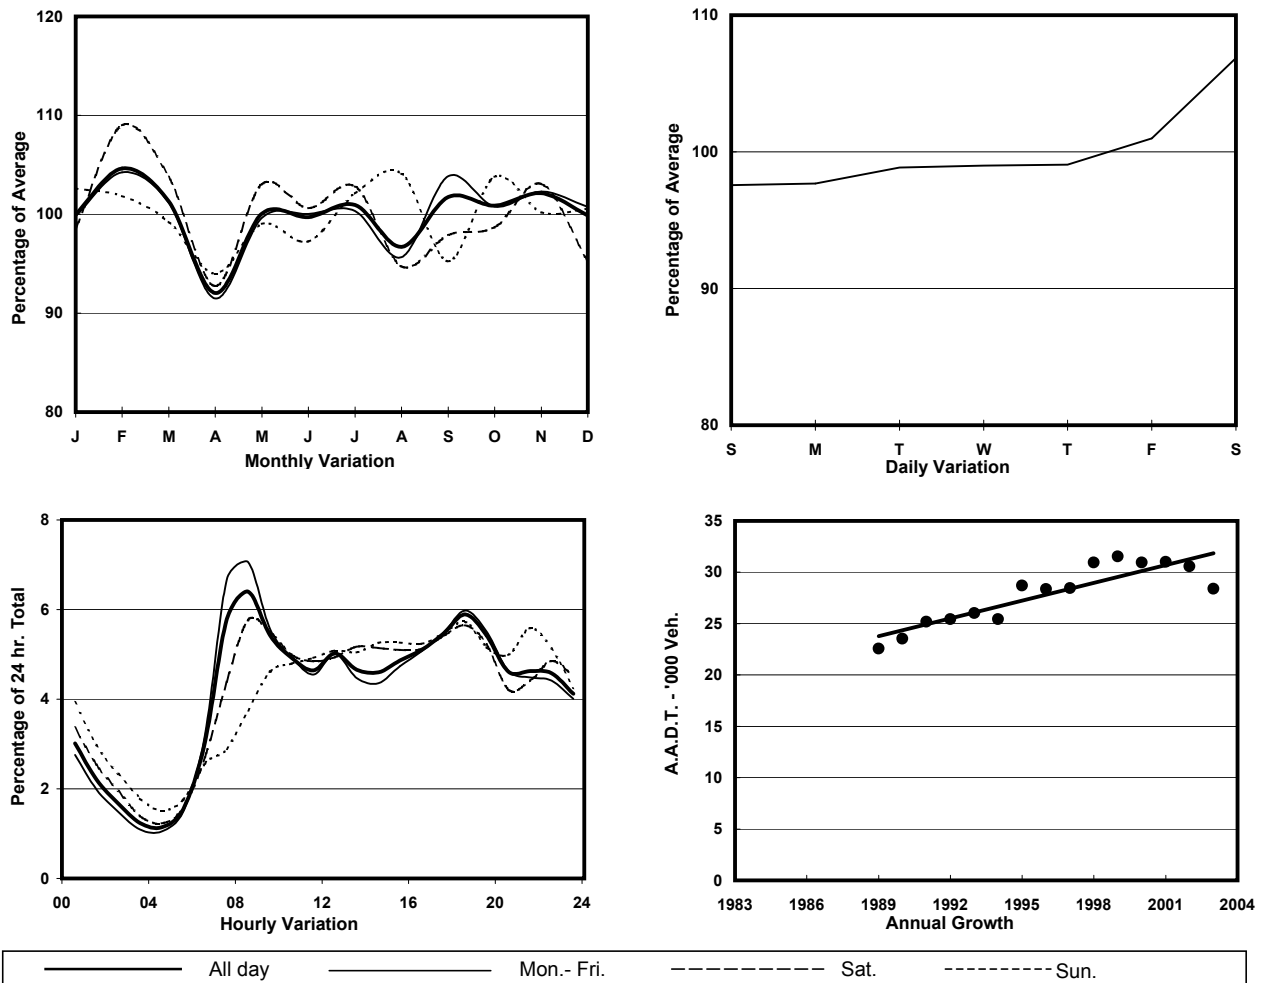 120
110
100
90
80
Percentage of Average
J F M A M J J A S O N D
Monthly Variation
110
100
90
80
Percentage of Average
S M T W T F S
Daily Variation
8
6
4
2
0
Percentage of 24 hr. Total
00 04 08 12 16 20 24
Hourly Variation
35
30
25
20
15
10
5
0
A.A.D.T. - '000 Veh.
1983 1986 1989 1992 1995 1998 2001 2004
Annual Growth
All day Mon.- Fri. Sat. Sun.